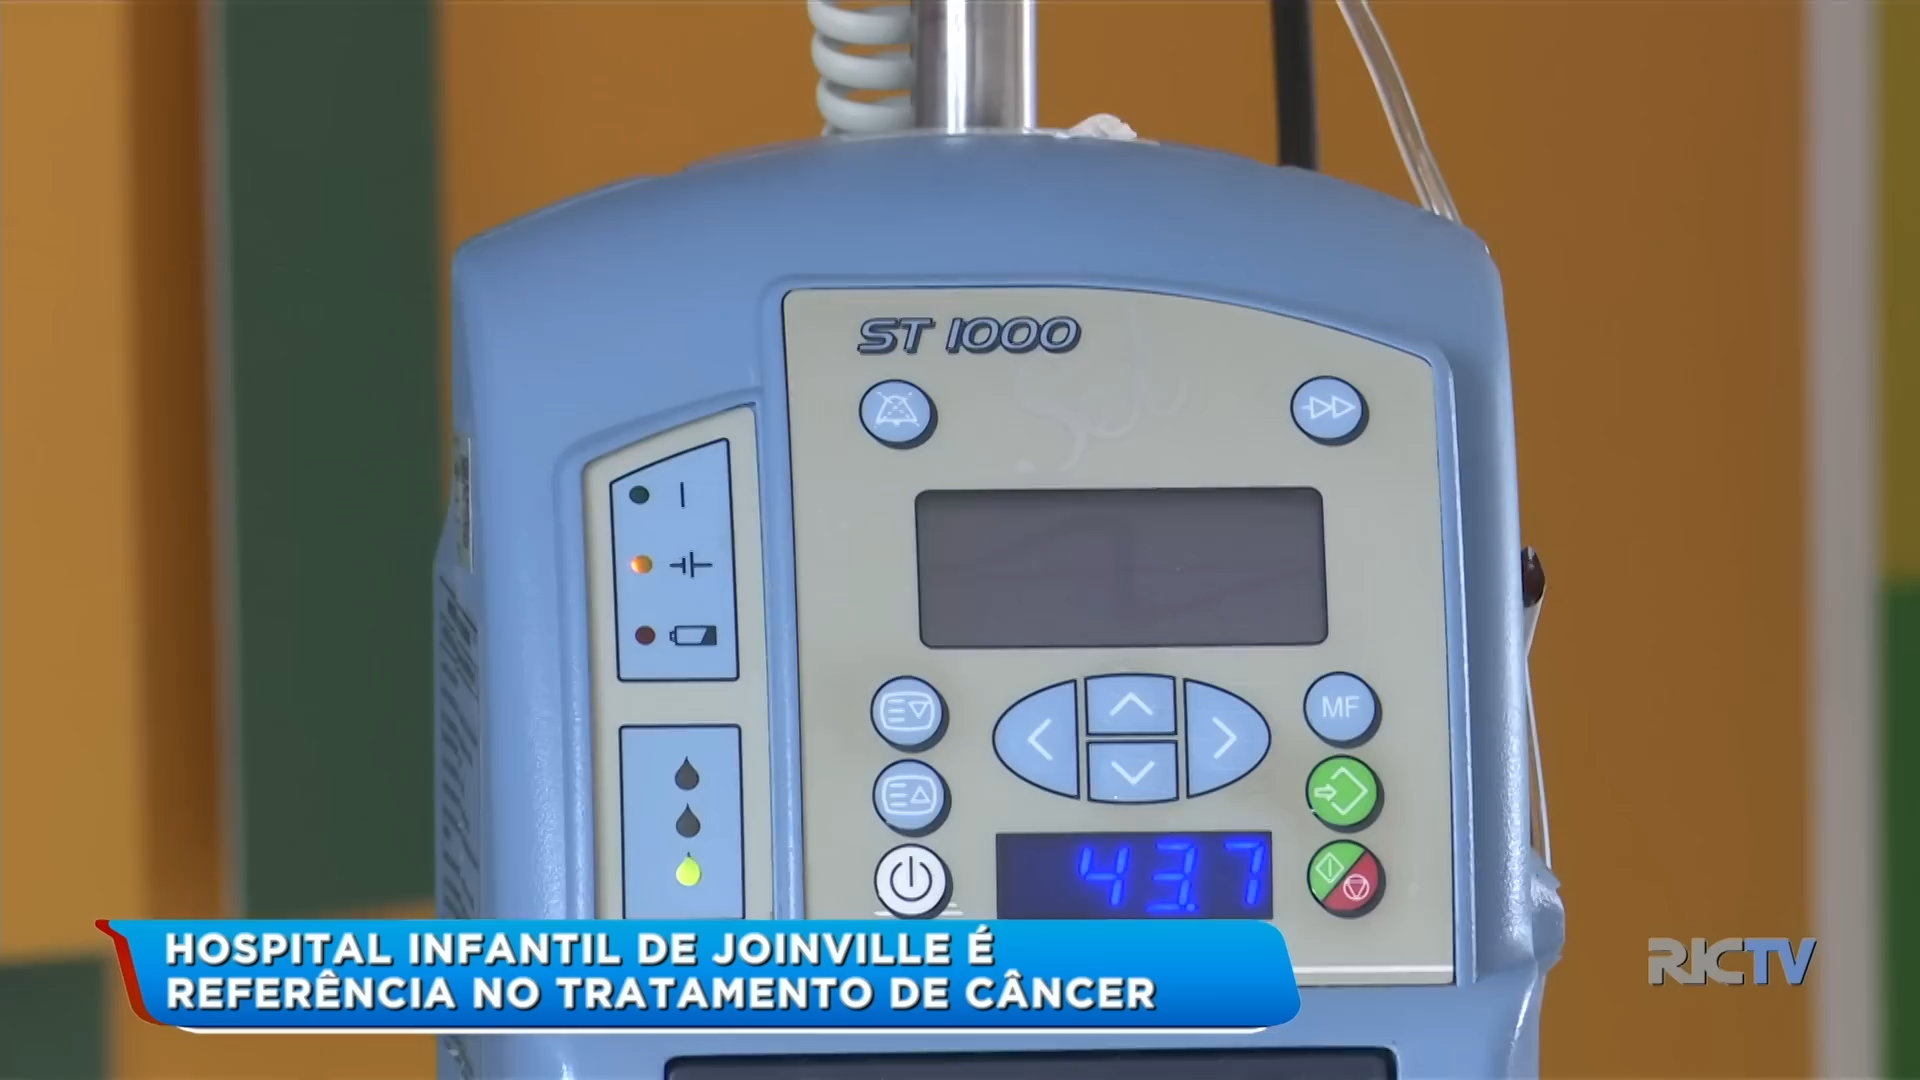 ST 1000
MF
43.7
HOSPITAL INFANTIL DE JOINVILLE É
REFERÊNCIA NO TRATAMENTO DE CÂNCER
RICTV